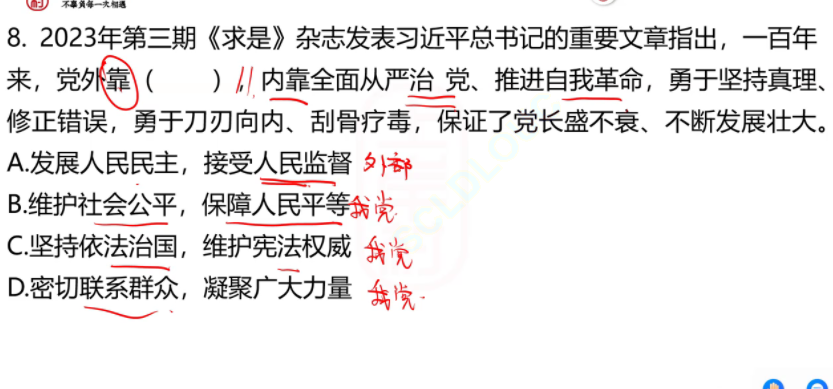 不辜负每一次相遇
8. 2023年第三期《求是》杂志发表习近平总书记的重要文章指出，一百年
来，党外靠（　　），内靠全面从严治 党、推进自我革命，勇于坚持真理、
修正错误，勇于刀刃向内、刮骨疗毒，保证了党长盛不衰、不断发展壮大。
A.发展人民民主，接受人民监督 外部
B.维护社会公平，保障人民平等 我党
C.坚持依法治国，维护宪法权威 我党
D.密切联系群众，凝聚广大力量 我党